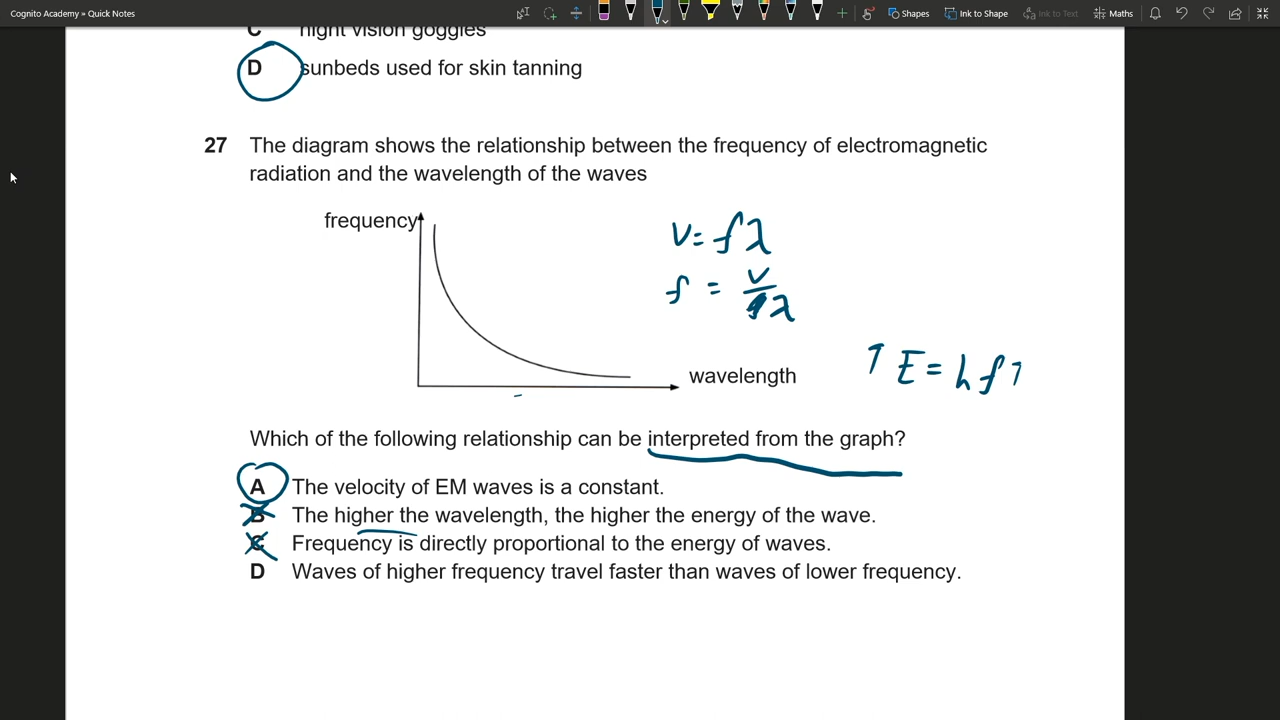 Cognito Academy » Quick Notes
Shapes
Ink to Shape
Ink to Text
Maths
C night vision goggles
D sunbeds used for skin tanning
27 The diagram shows the relationship between the frequency of electromagnetic
radiation and the wavelength of the waves
frequency
v = fλ
f = v/λ
wavelength
↑ E = hf ↑
Which of the following relationship can be interpreted from the graph?
A The velocity of EM waves is a constant.
B The higher the wavelength, the higher the energy of the wave.
C Frequency is directly proportional to the energy of waves.
D Waves of higher frequency travel faster than waves of lower frequency.